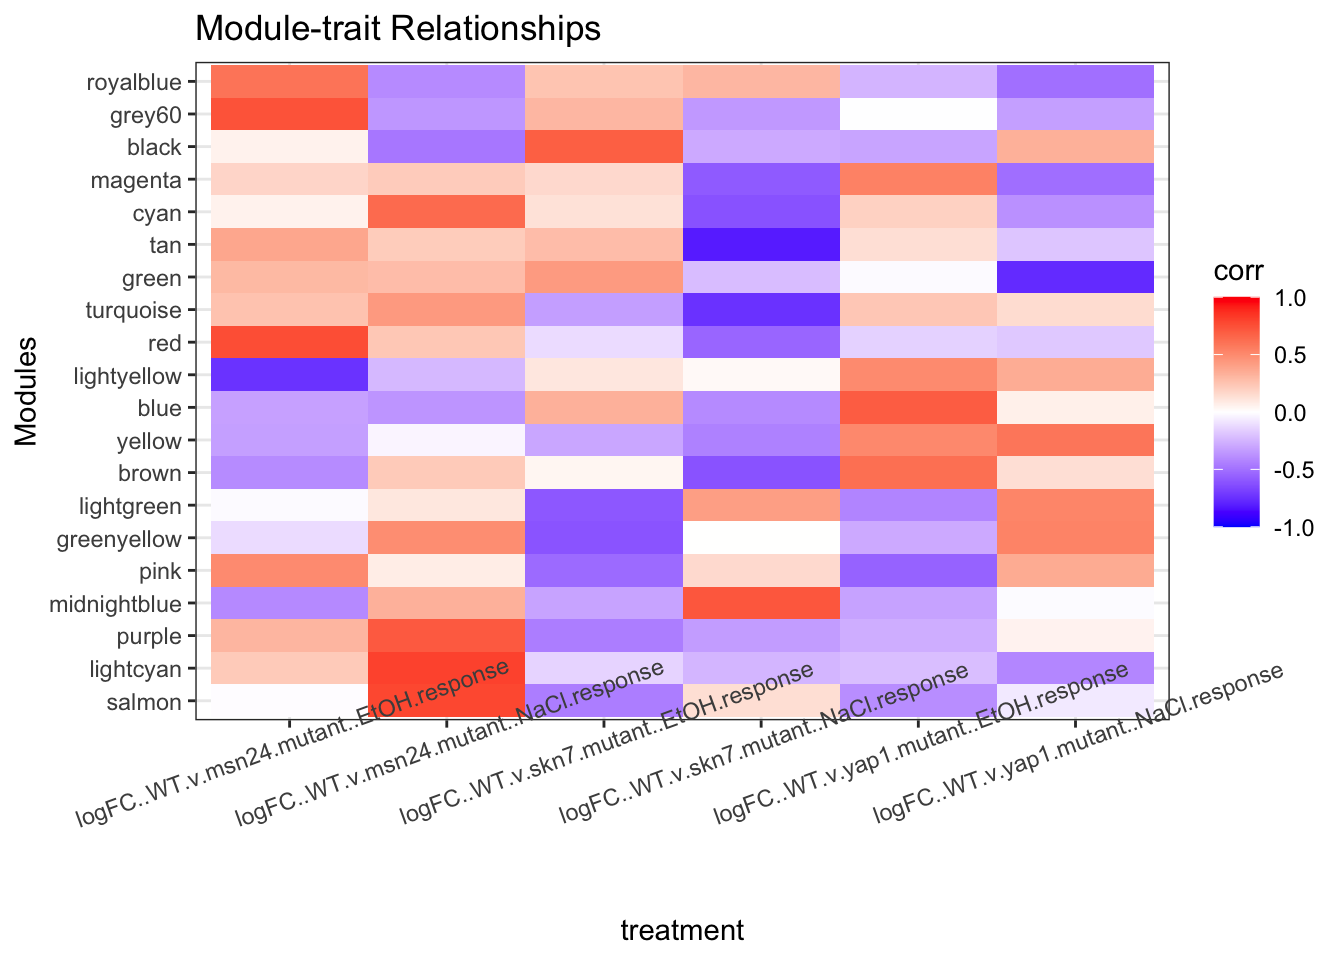 Module-trait Relationships
Modules
royalblue
grey60
black
magenta
cyan
tan
green
turquoise
red
lightyellow
blue
yellow
brown
lightgreen
greenyellow
pink
midnightblue
purple
lightcyan
salmon
logFC..WT.v.msn24.mutant..EtOH.response
logFC..WT.v.msn24.mutant..NaCl.response
logFC..WT.v.skn7.mutant..EtOH.response
logFC..WT.v.skn7.mutant..NaCl.response
logFC..WT.v.yap1.mutant..EtOH.response
logFC..WT.v.yap1.mutant..NaCl.response
treatment
corr
1.0
0.5
0.0
-0.5
-1.0